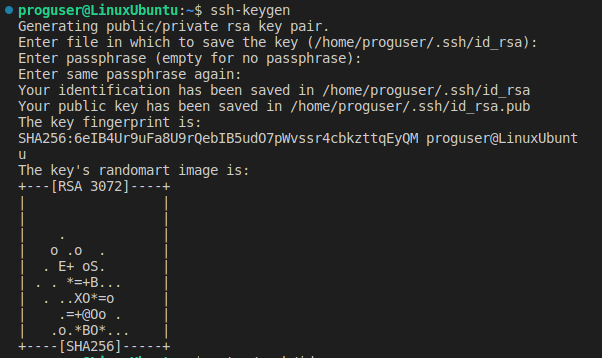 proguser@LinuxUbuntu:~$ ssh-keygen
Generating public/private rsa key pair.
Enter file in which to save the key (/home/proguser/.ssh/id_rsa):
Enter passphrase (empty for no passphrase):
Enter same passphrase again:
Your identification has been saved in /home/proguser/.ssh/id_rsa
Your public key has been saved in /home/proguser/.ssh/id_rsa.pub
The key fingerprint is:
SHA256:6eIB4Ur9uFa8U9rQebIB5udO7pWvssr4cbkzttqEyQM proguser@LinuxUbunt
u
The key's randomart image is:
+---[RSA 3072]----+
|                 |
|                 |
|    .            |
|   o .o  .       |
|  . E+ oS.       |
| . . *=+B...     |
|  . ..XO*=o      |
|    .=+@Oo .     |
|   .o.*BO*...    |
+----[SHA256]-----+